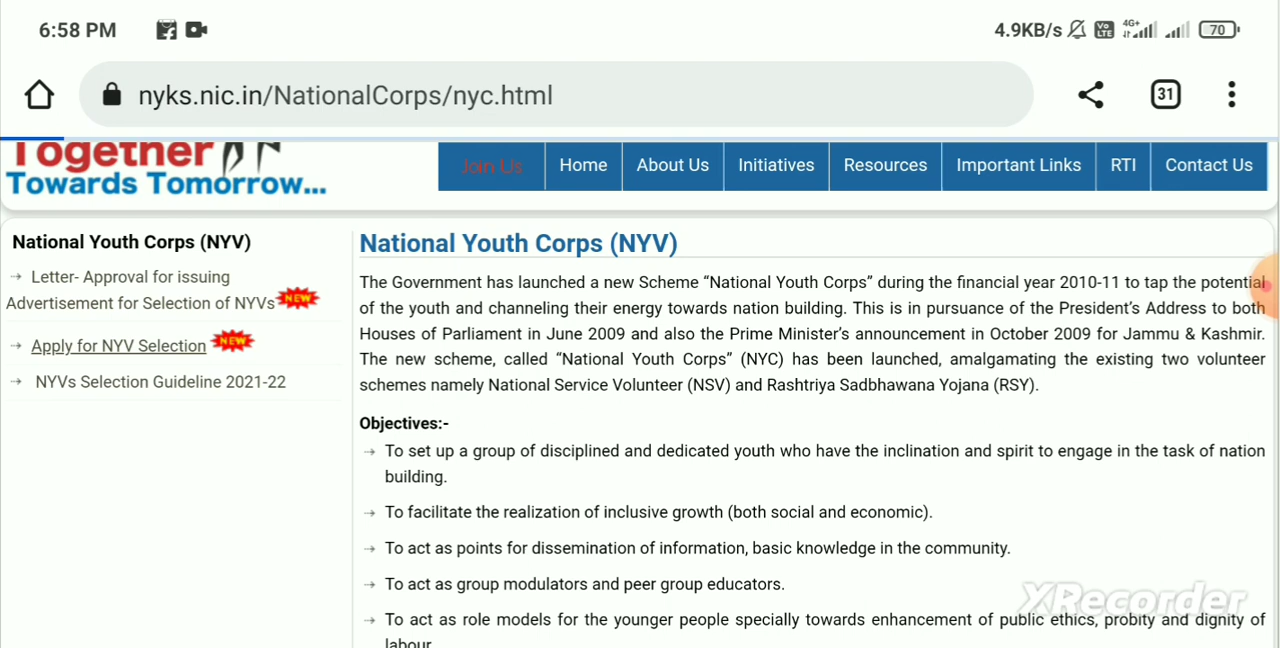 6:58 PM
4.9KB/s Vo LTE 4G+ 70
nyks.nic.in/NationalCorps/nyc.html
31
Together
Towards Tomorrow...
Join Us Home About Us Initiatives Resources Important Links RTI Contact Us
National Youth Corps (NYV)
→ Letter- Approval for issuing
Advertisement for Selection of NYVs NEW
→ Apply for NYV Selection NEW
→ NYVs Selection Guideline 2021-22
National Youth Corps (NYV)
The Government has launched a new Scheme “National Youth Corps” during the financial year 2010-11 to tap the potential
of the youth and channeling their energy towards nation building. This is in pursuance of the President’s Address to both
Houses of Parliament in June 2009 and also the Prime Minister’s announcement in October 2009 for Jammu & Kashmir.
The new scheme, called “National Youth Corps” (NYC) has been launched, amalgamating the existing two volunteer
schemes namely National Service Volunteer (NSV) and Rashtriya Sadbhawana Yojana (RSY).
Objectives:-
→ To set up a group of disciplined and dedicated youth who have the inclination and spirit to engage in the task of nation
building.
→ To facilitate the realization of inclusive growth (both social and economic).
→ To act as points for dissemination of information, basic knowledge in the community.
→ To act as group modulators and peer group educators.
→ To act as role models for the younger people specially towards enhancement of public ethics, probity and dignity of
labour
XRecorder